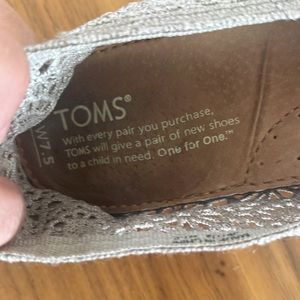 TOMS®
With every pair you purchase,
TOMS will give a pair of new shoes
to a child in need. One for One.™
W7.5